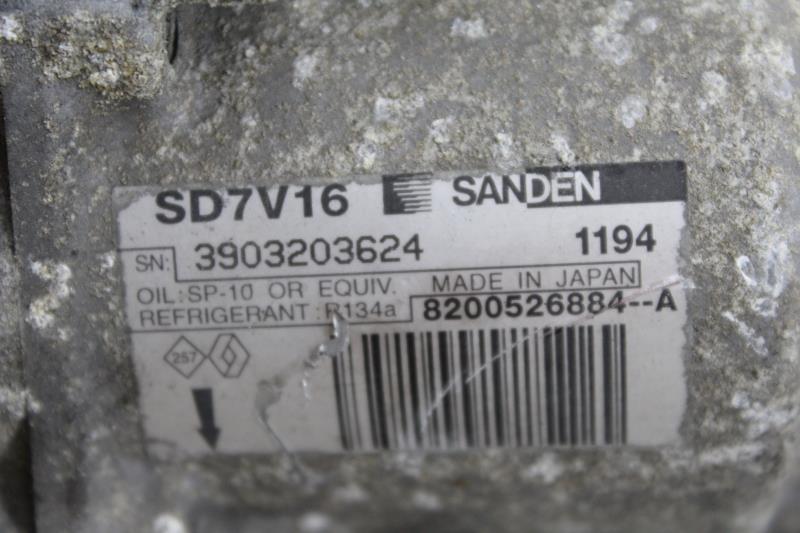 SD7V16 SANDEN
SN: 3903203624 1194
OIL: SP-10 OR EQUIV. MADE IN JAPAN
REFRIGERANT: R134a 8200526884--A
257